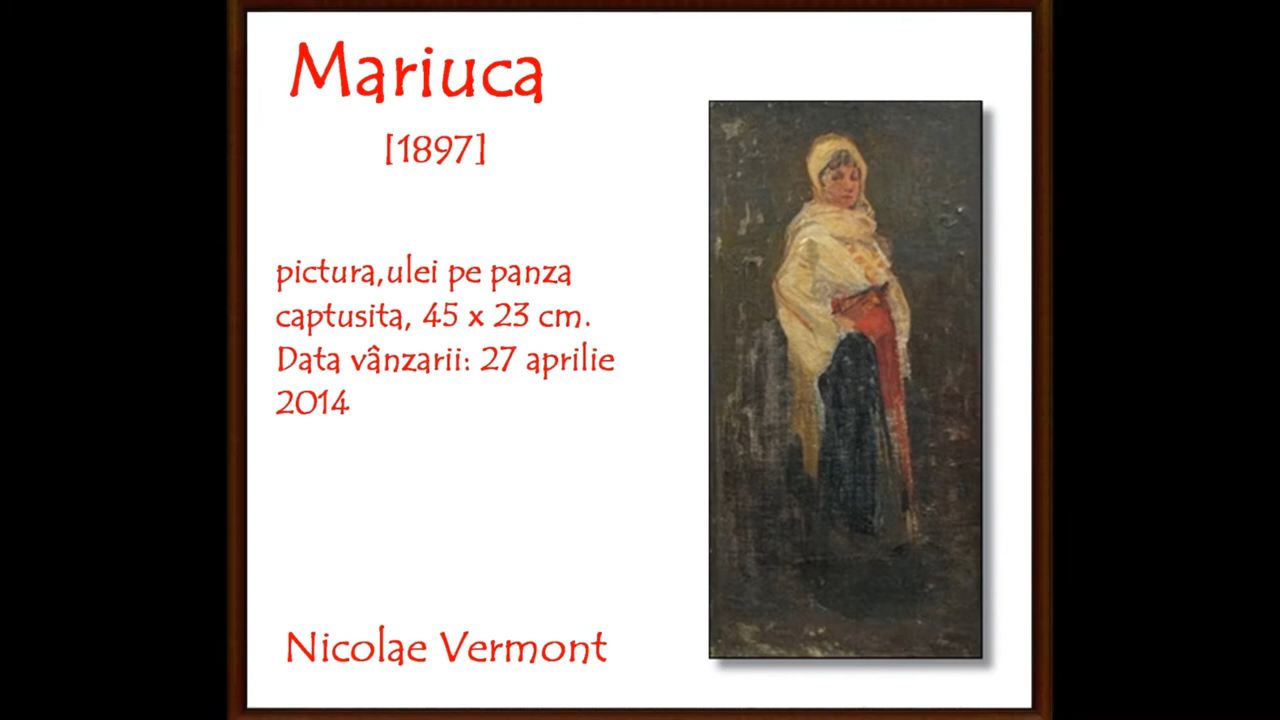 Mariuca
[1897]
pictura,ulei pe panza
captusita, 45 x 23 cm.
Data vânzarii: 27 aprilie
2014
Nicolae Vermont